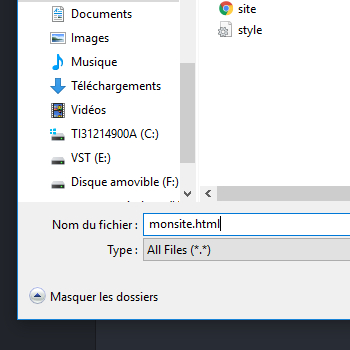 Documents
Images
Musique
Téléchargements
Vidéos
TI31214900A (C:)
VST (E:)
Disque amovible (F:)
site
style
Nom du fichier : monsite.html
Type : All Files (*.*)
Masquer les dossiers